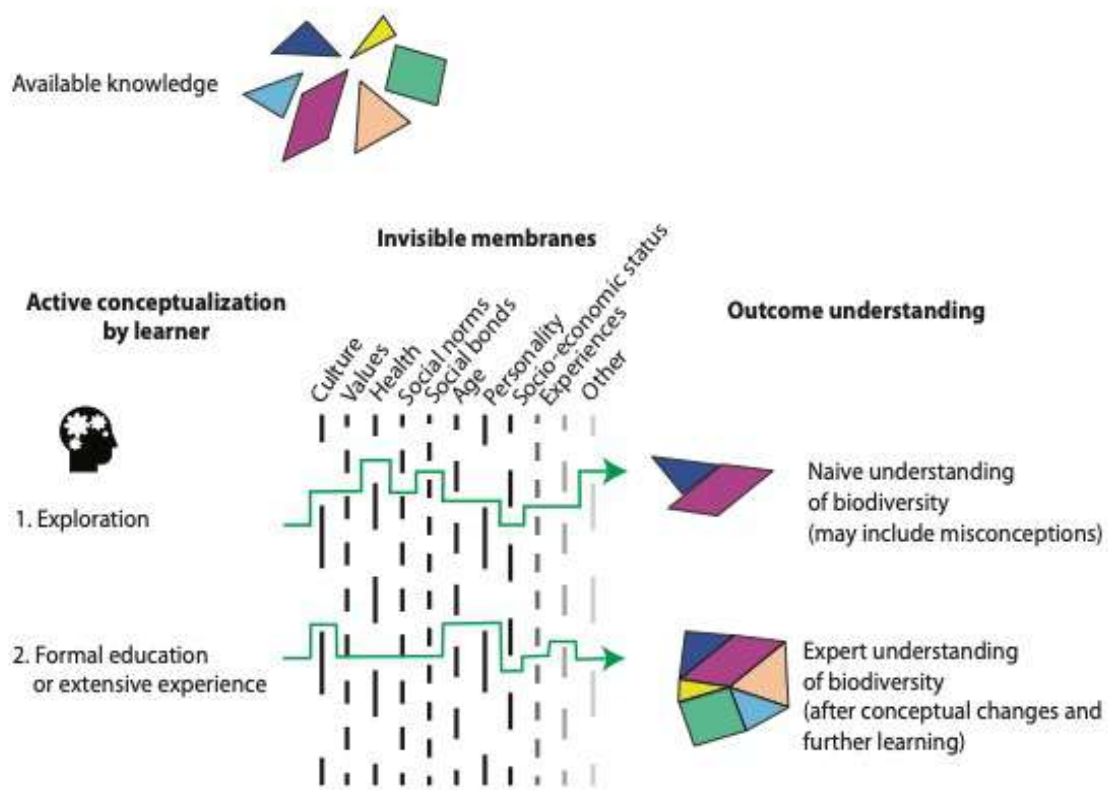 Available knowledge
Invisible membranes
Active conceptualization
by learner
Outcome understanding
Culture
Values
Health
Social norms
Social bonds
Age
Personality
Socio-economic status
Experiences
Other
1. Exploration
Naive understanding
of biodiversity
(may include misconceptions)
2. Formal education
or extensive experience
Expert understanding
of biodiversity
(after conceptual changes and
further learning)